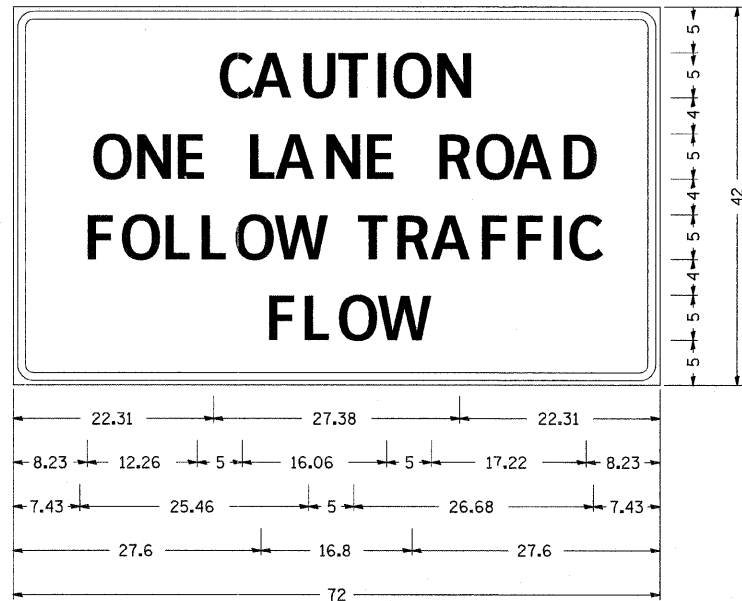 CAUTION
ONE LANE ROAD
FOLLOW TRAFFIC
FLOW
5
5
4
5
4
5
4
5
5
42
22.31 27.38 22.31
8.23 12.26 5 16.06 5 17.22 8.23
7.43 25.46 5 26.68 7.43
27.6 16.8 27.6
72